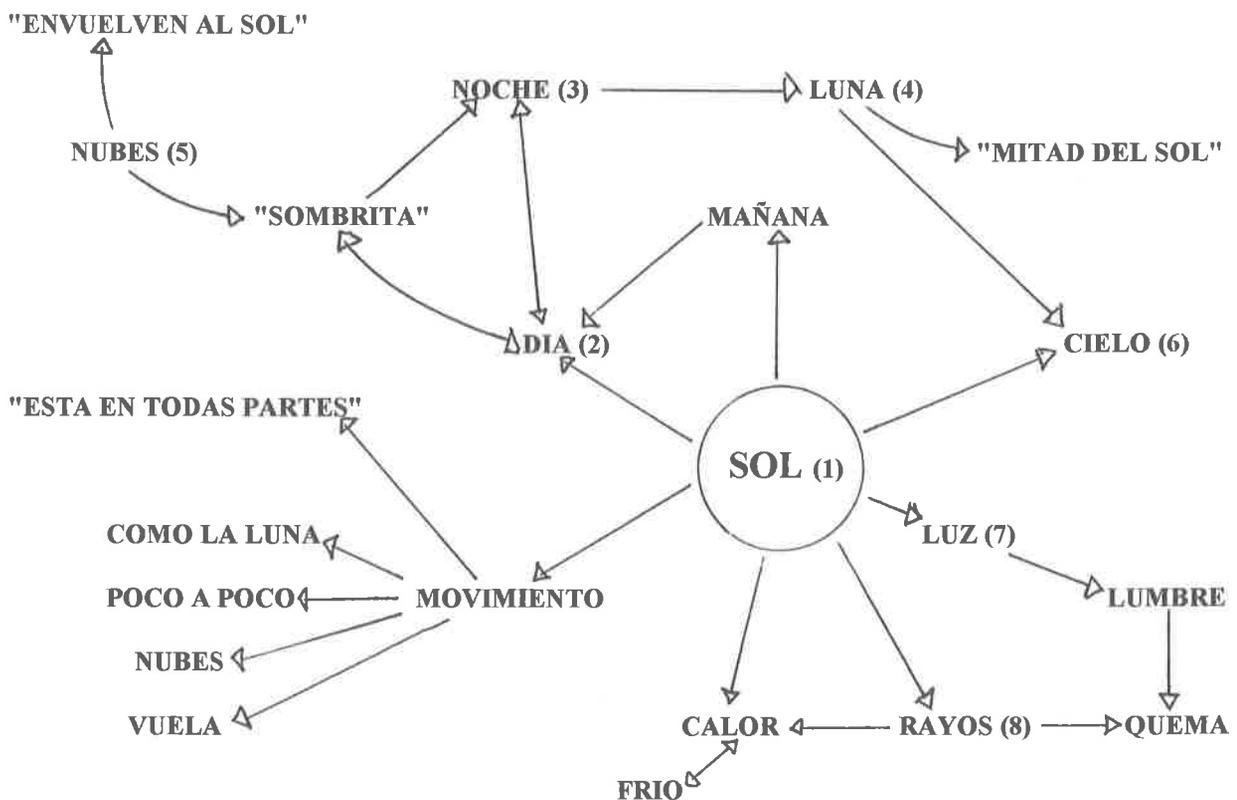 "ENVUELVEN AL SOL"
NOCHE (3)
LUNA (4)
NUBES (5)
"MITAD DEL SOL"
"SOMBRITA"
MAÑANA
DIA (2)
CIELO (6)
"ESTA EN TODAS PARTES"
SOL (1)
COMO LA LUNA
LUZ (7)
POCO A POCO
MOVIMIENTO
LUMBRE
NUBES
VUELA
CALOR
RAYOS (8)
QUEMA
FRIO